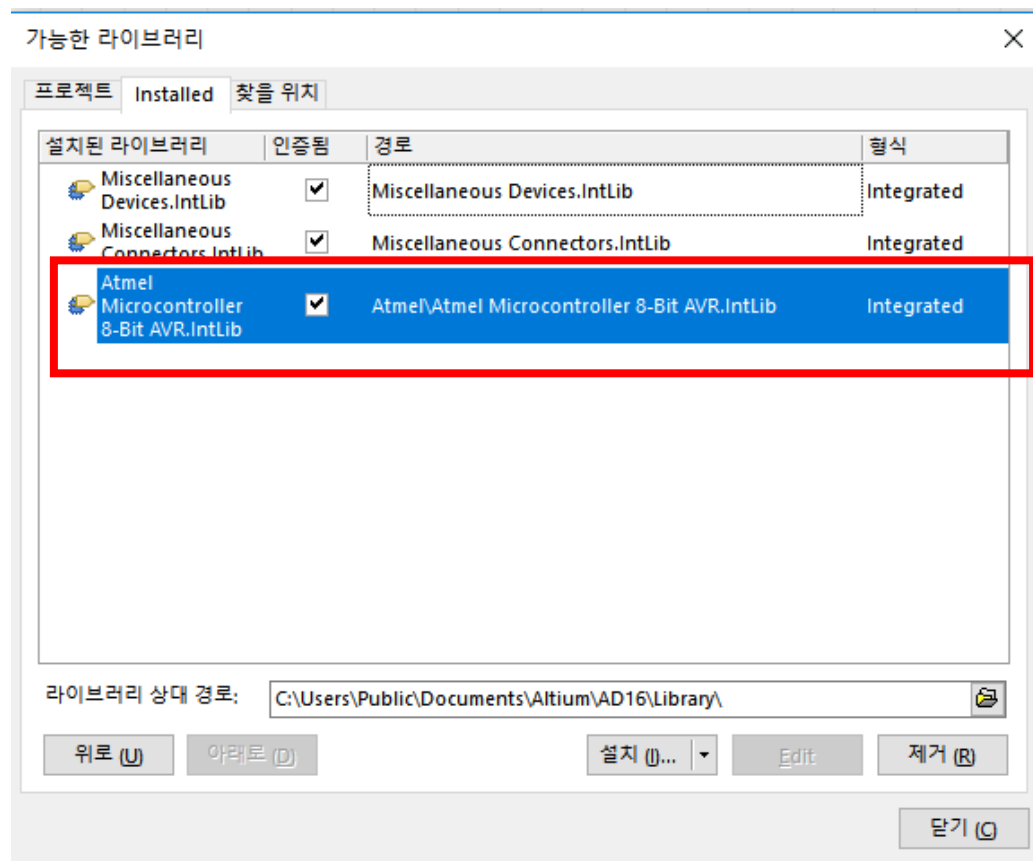 가능한 라이브러리
프로젝트 Installed 찾을 위치
설치된 라이브러리 인증됨 경로 형식
Miscellaneous
Devices.IntLib
Miscellaneous Devices.IntLib Integrated
Miscellaneous
Connectors.IntLib
Miscellaneous Connectors.IntLib Integrated
Atmel
Microcontroller
8-Bit AVR.IntLib
Atmel\Atmel Microcontroller 8-Bit AVR.IntLib Integrated
라이브러리 상대 경로: C:\Users\Public\Documents\Altium\AD16\Library\
위로 (U) 아래로 (D) 설치 (I)... Edit 제거 (R)
닫기 (C)